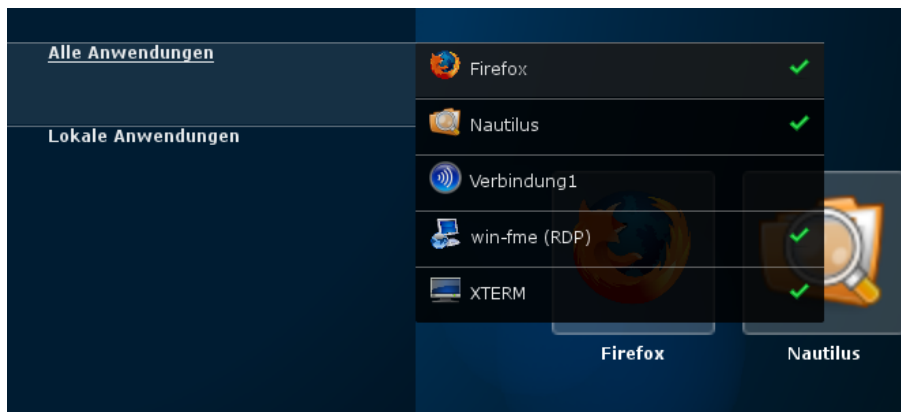 Alle Anwendungen
Lokale Anwendungen
Firefox
Nautilus
Verbindung1
win-fme (RDP)
XTERM
Firefox
Nautilus